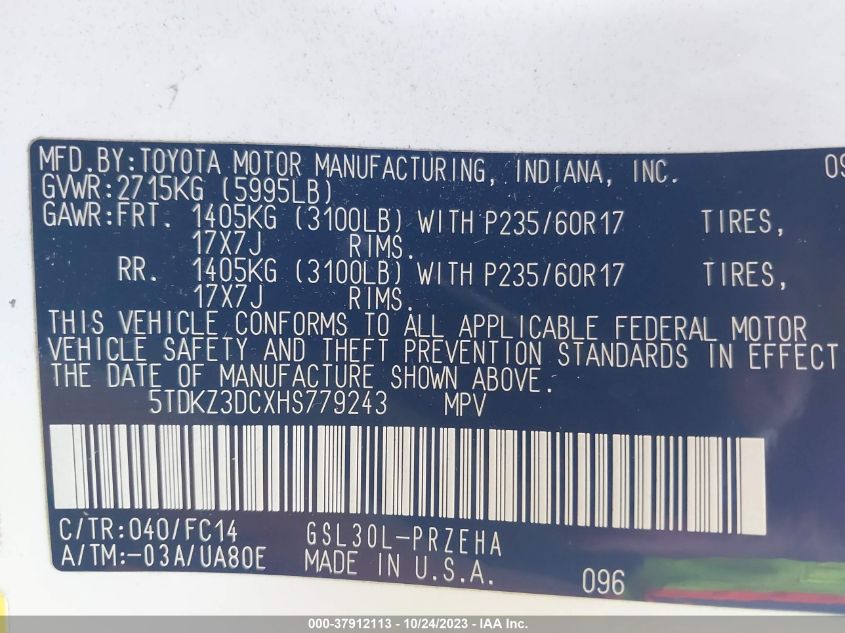 MFD.BY:TOYOTA MOTOR MANUFACTURING, INDIANA, INC. 09
GVWR:2715KG (5995LB)
GAWR:FRT. 1405KG (3100LB) WITH P235/60R17 TIRES,
17X7J RIMS.
RR. 1405KG (3100LB) WITH P235/60R17 TIRES,
17X7J RIMS.
THIS VEHICLE CONFORMS TO ALL APPLICABLE FEDERAL MOTOR
VEHICLE SAFETY AND THEFT PREVENTION STANDARDS IN EFFECT
THE DATE OF MANUFACTURE SHOWN ABOVE.
5TDKZ3DCXHS779243 MPV
C/TR:040/FC14 GSL30L-PRZEHA
A/TM:-03A/UA80E MADE IN U.S.A. 096
000-37912113 - 10/24/2023 - IAA Inc.